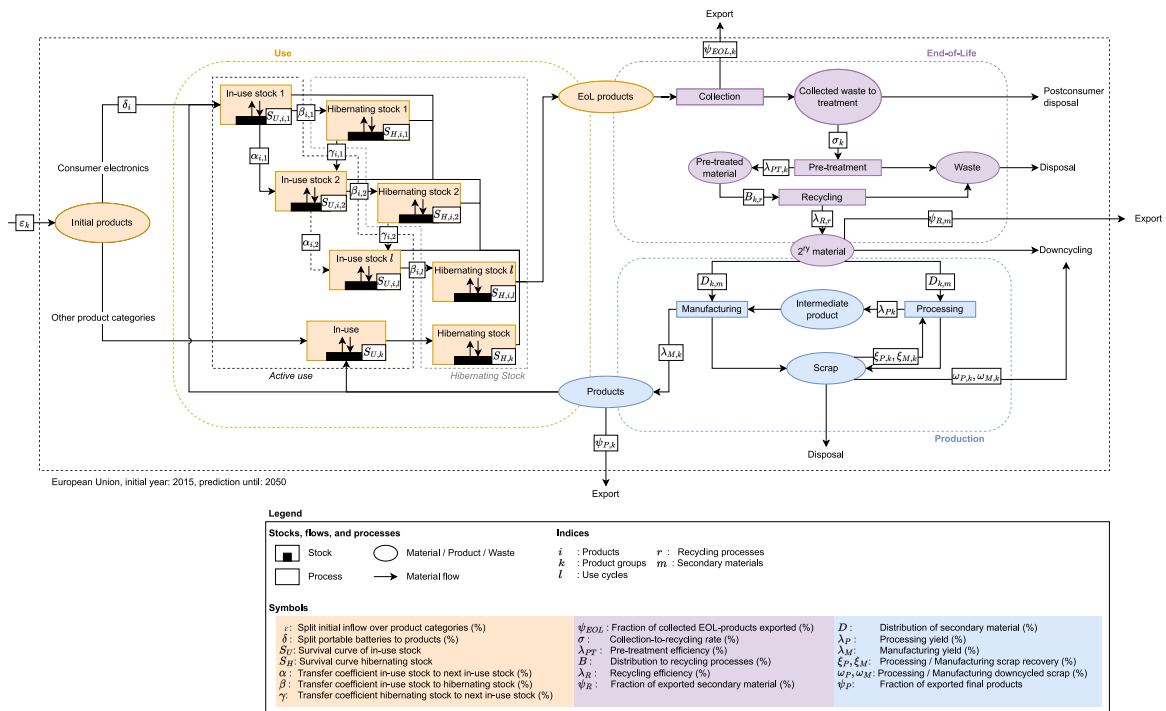 Export
ψ_EOL,k
Use
End-of-Life
In-use stock 1
S_U,i,1
β_i,1
Hibernating stock 1
S_H,i,1
EoL products
Collection
Collected waste to treatment
Postconsumer disposal
δ_i
α_i,1
γ_i,1
σ_k
Consumer electronics
In-use stock 2
S_U,i,2
β_i,2
Hibernating stock 2
S_H,i,2
Pre-treated material
λ_PT,k
Pre-treatment
Waste
Disposal
B_k,r
Recycling
ε_k
Initial products
α_i,2
γ_i,2
λ_R,r
ψ_R,m
Export
In-use stock l
S_U,i,l
β_i,l
Hibernating stock l
S_H,i,l
2ry material
Downcycling
D_k,m
D_k,m
Other product categories
Manufacturing
Intermediate product
λ_Pk
Processing
In-use
S_U,k
Hibernating stock
S_H,k
λ_M,k
ξ_P,k, ξ_M,k
Scrap
ω_P,k, ω_M,k
Active use
Hibernating Stock
Products
Production
ψ_P,k
Disposal
European Union, initial year: 2015, prediction until: 2050
Export
Legend
Stocks, flows, and processes
Stock
Material / Product / Waste
Process
Material flow
Indices
i : Products
k : Product groups
l : Use cycles
r : Recycling processes
m : Secondary materials
Symbols
ε: Split initial inflow over product categories (%)
δ: Split portable batteries to products (%)
S_U: Survival curve of in-use stock
S_H: Survival curve hibernating stock
α: Transfer coefficient in-use stock to next in-use stock (%)
β: Transfer coefficient in-use stock to hibernating stock (%)
γ: Transfer coefficient hibernating stock to next in-use stock (%)
ψ_EOL : Fraction of collected EOL-products exported (%)
σ : Collection-to-recycling rate (%)
λ_PT : Pre-treatment efficiency (%)
B : Distribution to recycling processes (%)
λ_R : Recycling efficiency (%)
ψ_R : Fraction of exported secondary material (%)
D : Distribution of secondary material (%)
λ_P : Processing yield (%)
λ_M : Manufacturing yield (%)
ξ_P, ξ_M: Processing / Manufacturing scrap recovery (%)
ω_P, ω_M: Processing / Manufacturing downcycled scrap (%)
ψ_P : Fraction of exported final products